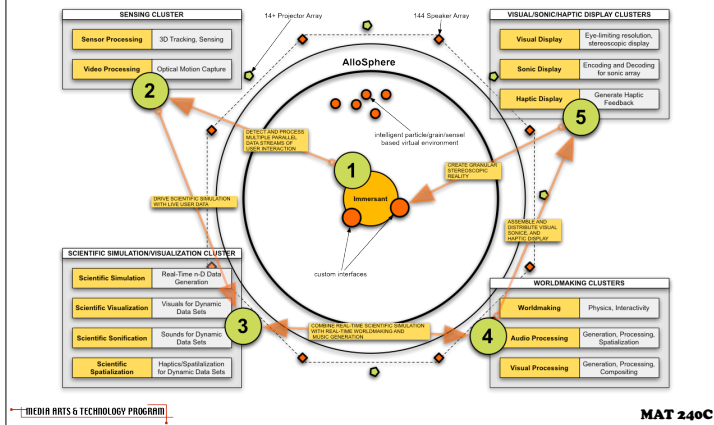 SENSING CLUSTER
Sensor Processing
3D Tracking, Sensing
Video Processing
Optical Motion Capture
2
14+ Projector Array
144 Speaker Array
VISUAL/SONIC/HAPTIC DISPLAY CLUSTERS
Visual Display
Eye-limiting resolution,
stereoscopic display
Sonic Display
Encoding and Decoding
for sonic array
Haptic Display
Generate Haptic
Feedback
5
AlloSphere
intelligent particle/grain/sensel
based virtual environment
DETECT AND PROCESS
MULTIPLE PARALLEL
DATA STREAMS OF
USER INTERACTION
1
Immersant
CREATE GRANULAR
STEREOSCOPIC
REALITY
DRIVE SCIENTIFIC SIMULATION
WITH LIVE USER DATA
ASSEMBLE AND
DISTRIBUTE VISUAL
SONICE, AND
HAPTIC DISPLAY
custom interfaces
SCIENTIFIC SIMULATION/VISUALIZATION CLUSTER
Scientific Simulation
Real-Time n-D Data
Generation
Scientific Visualization
Visuals for Dynamic
Data Sets
Scientific Sonification
Sounds for Dynamic
Data Sets
Scientific
Spatialization
Haptics/Spatilalization
for Dynamic Data Sets
3
COMBINE REAL-TIME SCIENTIFIC SIMULATION
WITH REAL-TIME WORLDMAKING AND
MUSIC GENERATION
4
WORLDMAKING CLUSTERS
Worldmaking
Physics, Interactivity
Audio Processing
Generation, Processing,
Spatialization
Visual Processing
Generation, Processing,
Compositing
MEDIA ARTS & TECHNOLOGY PROGRAM
MAT 240C